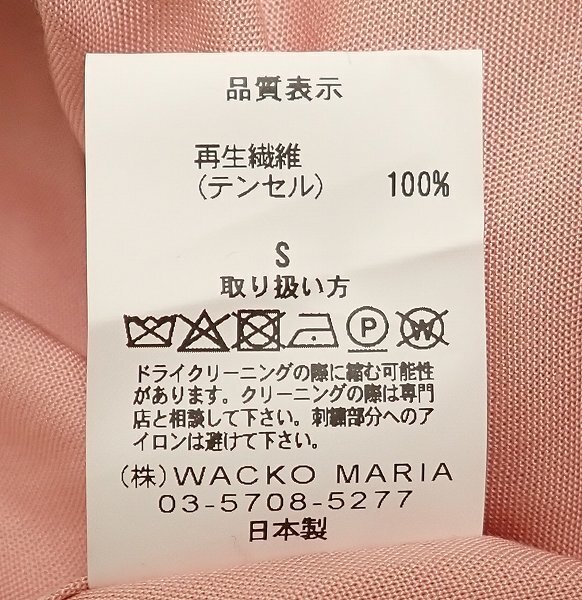 品質表示
再生繊維
(テンセル) 100%
S
取り扱い方
P W
ドライクリーニングの際に縮む可能性
があります。クリーニングの際は専門
店と相談して下さい。刺繍部分へのア
イロンは避けて下さい。
(株)WACKO MARIA
03-5708-5277
日本製